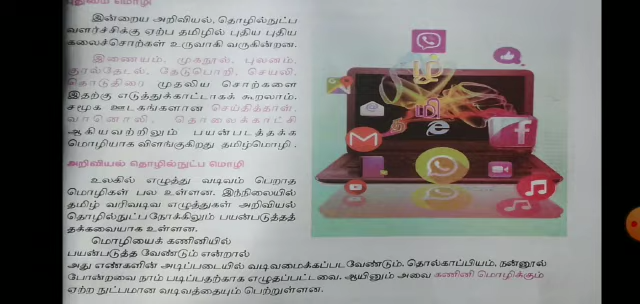 புதுமை மொழி
இன்றைய அறிவியல், தொழில்நுட்ப
வளர்ச்சிக்கு ஏற்ப தமிழில் புதிய புதிய
கலைச்சொற்கள் உருவாகி வருகின்றன.
இணையம், முகநூல், புலனம்,
குரல்தேடல், தேடுபொறி, செயலி,
தொடுதிரை முதலிய சொற்களை
இதற்கு எடுத்துக்காட்டாகக் கூறலாம்.
சமூக ஊடகங்களான செய்தித்தாள்,
வானொலி, தொலைக்காட்சி
ஆகியவற்றிலும் பயன்படத்தக்க
மொழியாக விளங்குகிறது தமிழ்மொழி.
அறிவியல் தொழில்நுட்ப மொழி
உலகில் எழுத்து வடிவம் பெறாத
மொழிகள் பல உள்ளன. இந்நிலையில்
தமிழ் வரிவடிவ எழுத்துகள் அறிவியல்
தொழில்நுட்பநோக்கிலும் பயன்படுத்தத்
தக்கவையாக உள்ளன.
மொழியைக் கணினியில்
பயன்படுத்த வேண்டும் என்றால்
அது எண்களின் அடிப்படையில் வடிவமைக்கப்படவேண்டும். தொல்காப்பியம், நன்னூல்
போன்றவை நாம் படிப்பதற்காக எழுதப்பட்டவை. ஆயினும் அவை கணினி மொழிக்கும்
ஏற்ற நுட்பமான வடிவத்தையும் பெற்றுள்ளன.
த மி ழ்